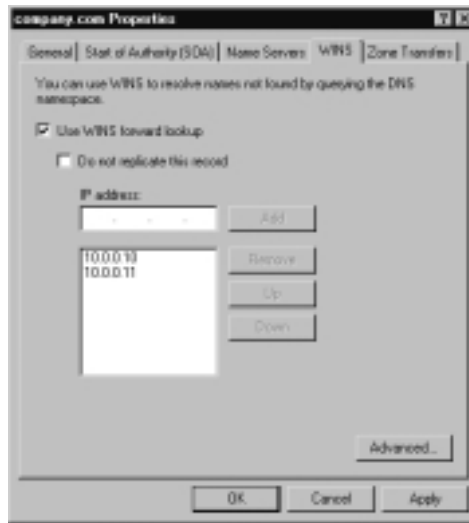 company.com Properties
General Start of Authority (SOA) Name Servers WINS Zone Transfers
You can use WINS to resolve names not found by querying the DNS
namespace.
Use WINS forward lookup
Do not replicate this record
IP address:
Add
10.0.0.10
10.0.0.11
Remove
Up
Down
Advanced...
OK Cancel Apply